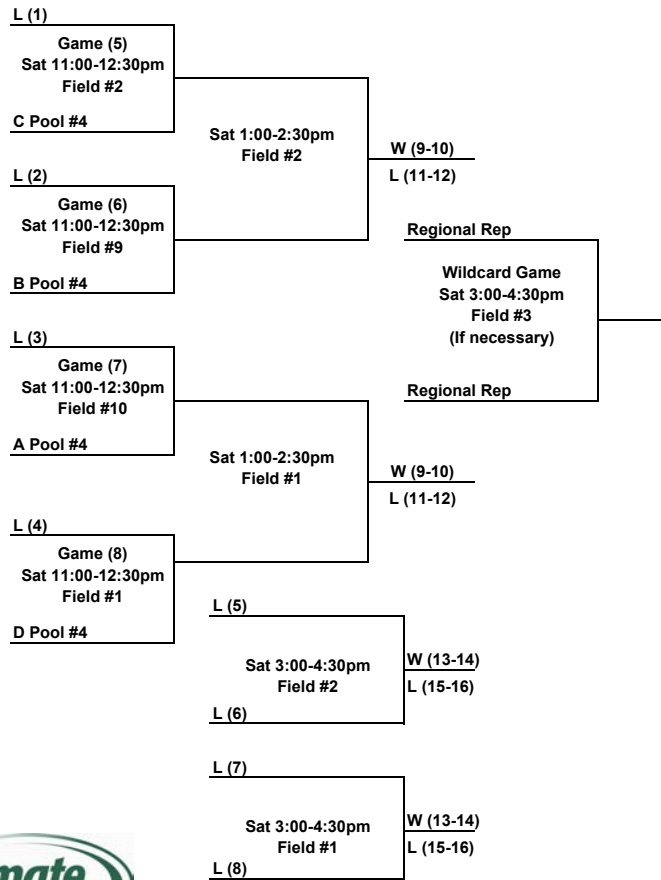 L (1)
Game (5)
Sat 11:00-12:30pm
Field #2
C Pool #4
Sat 1:00-2:30pm
Field #2
W (9-10)
L (11-12)
L (2)
Game (6)
Sat 11:00-12:30pm
Field #9
B Pool #4
Regional Rep
Wildcard Game
Sat 3:00-4:30pm
Field #3
(If necessary)
Regional Rep
L (3)
Game (7)
Sat 11:00-12:30pm
Field #10
A Pool #4
Sat 1:00-2:30pm
Field #1
W (9-10)
L (11-12)
L (4)
Game (8)
Sat 11:00-12:30pm
Field #1
D Pool #4
L (5)
Sat 3:00-4:30pm
Field #2
W (13-14)
L (15-16)
L (6)
L (7)
Sat 3:00-4:30pm
Field #1
W (13-14)
L (15-16)
L (8)